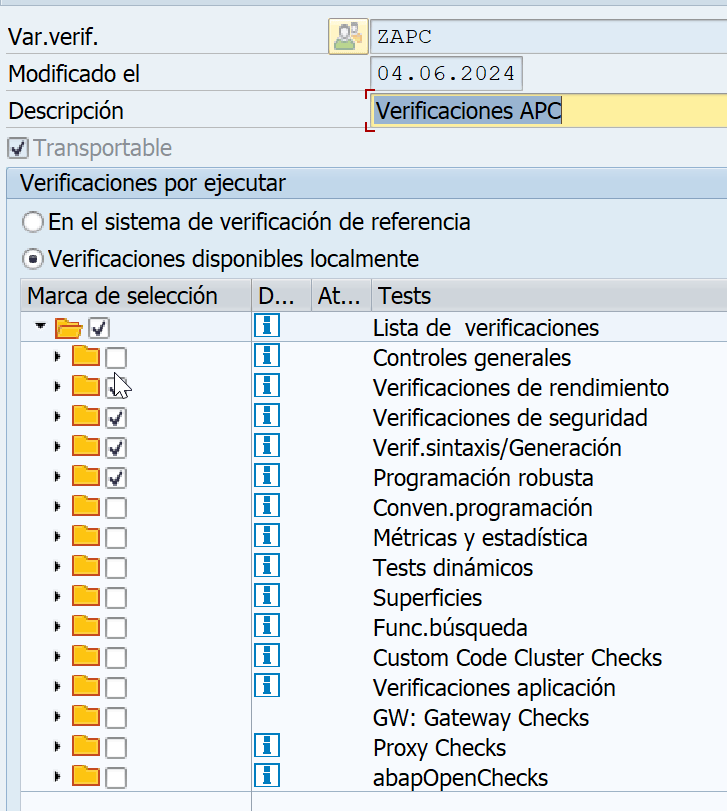 Var.verif. ZAPC
Modificado el 04.06.2024
Descripción Verificaciones APC
Transportable
Verificaciones por ejecutar
En el sistema de verificación de referencia
Verificaciones disponibles localmente
Marca de selección D... At... Tests
Lista de verificaciones
Controles generales
Verificaciones de rendimiento
Verificaciones de seguridad
Verif.sintaxis/Generación
Programación robusta
Conven.programación
Métricas y estadística
Tests dinámicos
Superficies
Func.búsqueda
Custom Code Cluster Checks
Verificaciones aplicación
GW: Gateway Checks
Proxy Checks
abapOpenChecks